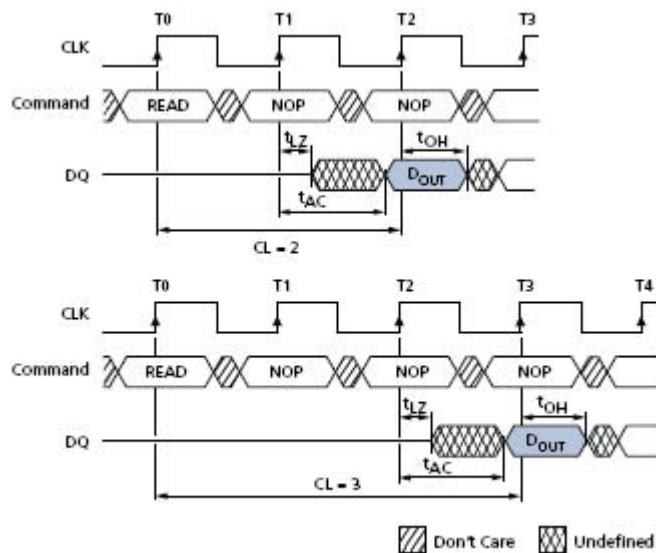 T0 T1 T2 T3
CLK
Command READ NOP NOP
tLZ tOH
DQ DOUT
tAC
CL = 2
T0 T1 T2 T3 T4
CLK
Command READ NOP NOP NOP
tLZ tOH
DQ DOUT
tAC
CL = 3
Don't Care Undefined